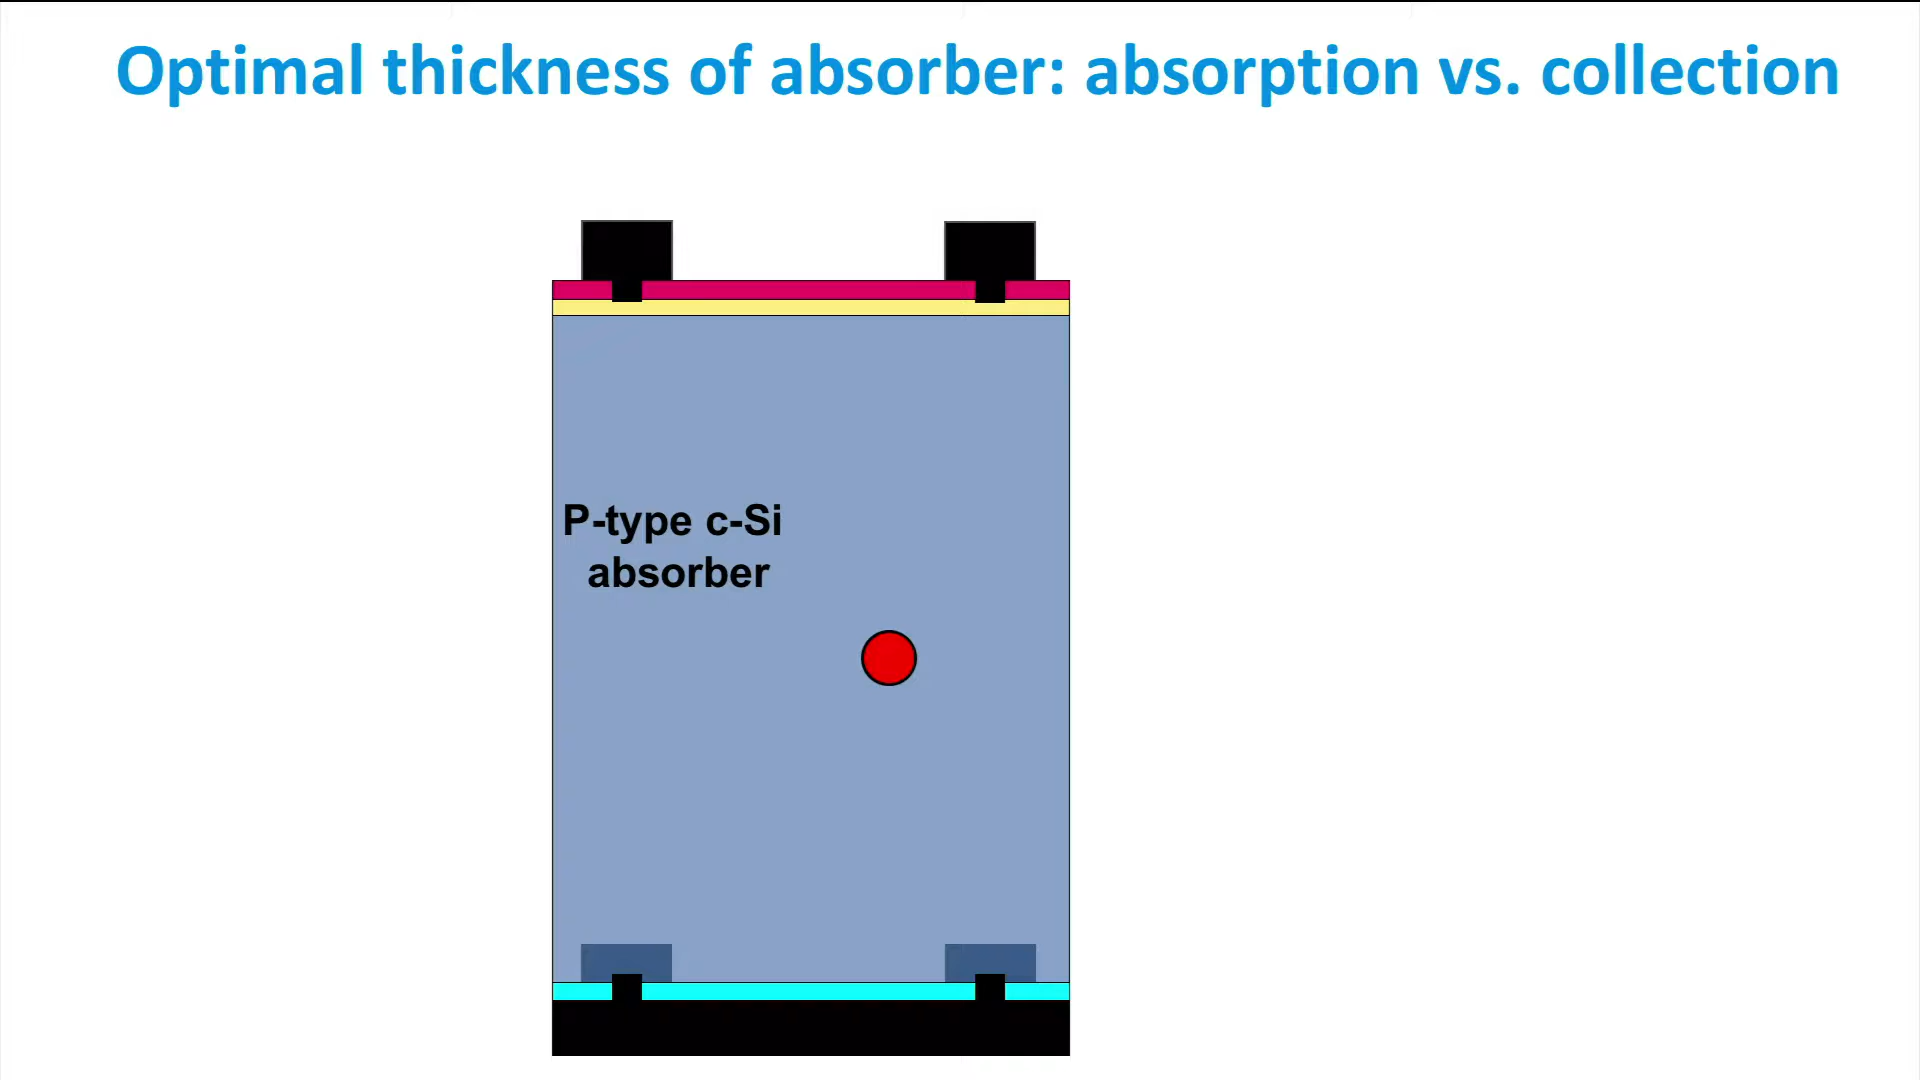 Optimal thickness of absorber: absorption vs. collection
P-type c-Si
absorber